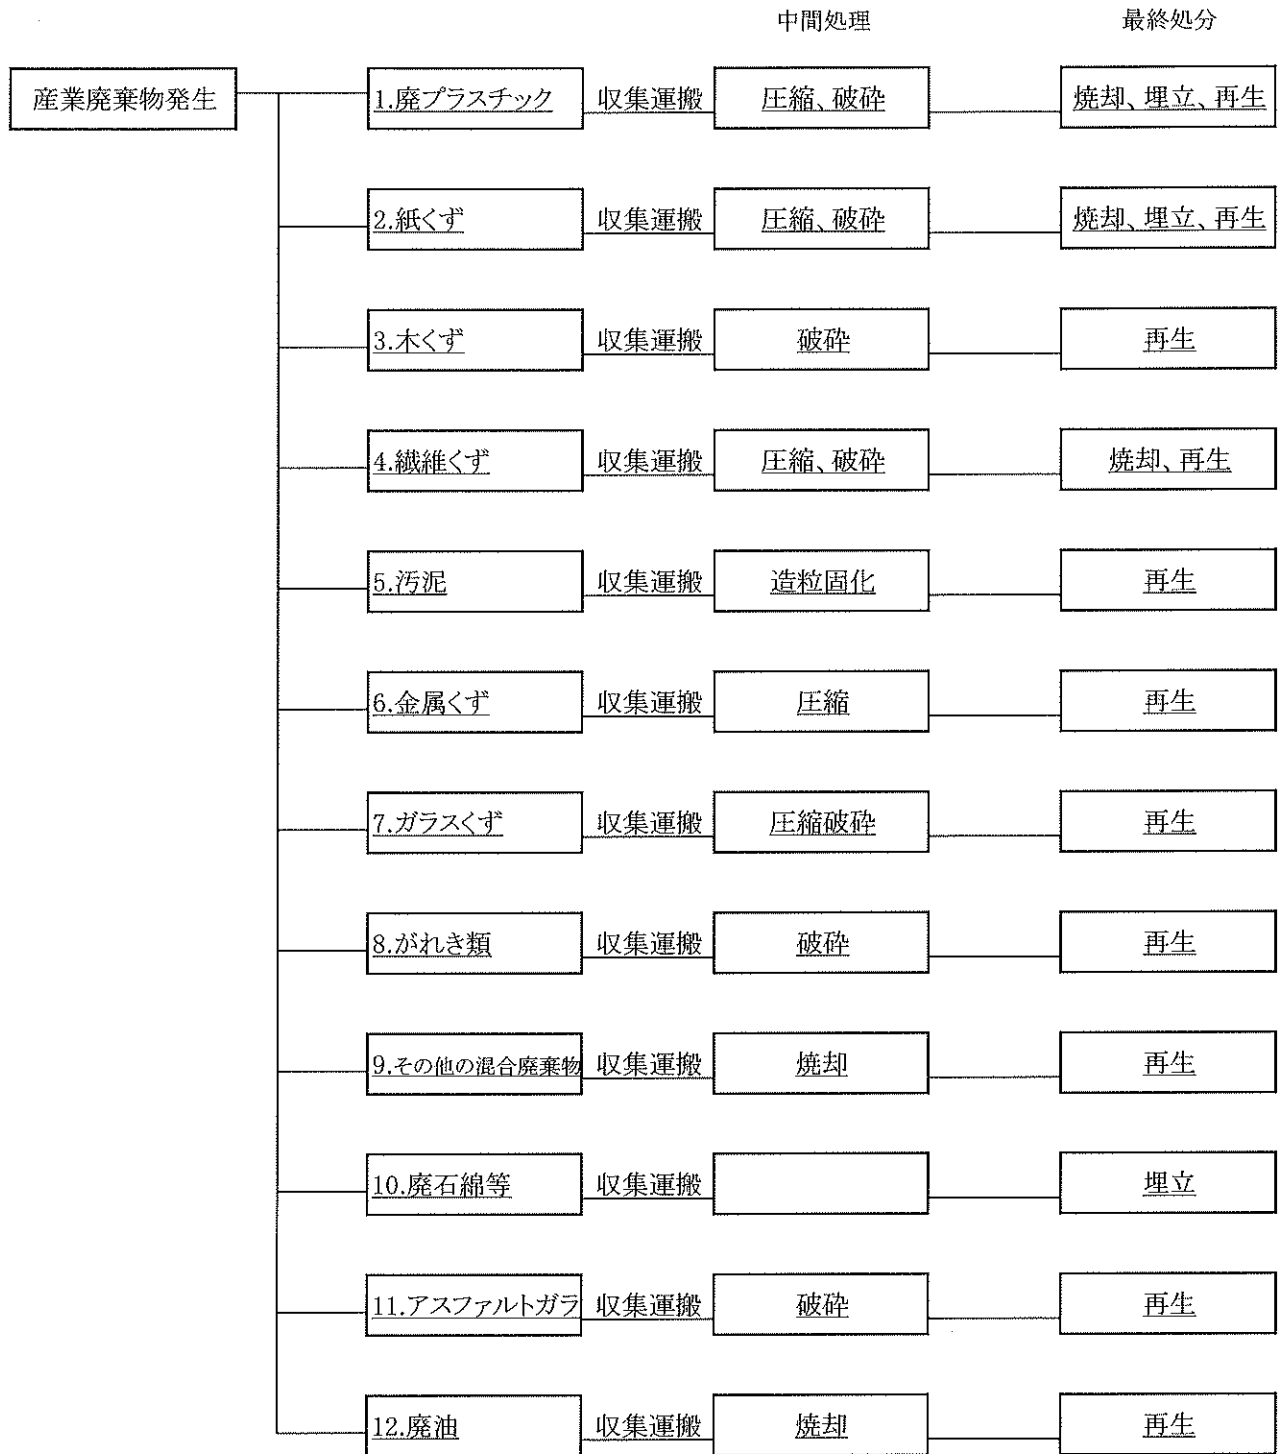 中間処理 最終処分
産業廃棄物発生 1.廃プラスチック 収集運搬 圧縮、破砕 焼却、埋立、再生
2.紙くず 収集運搬 圧縮、破砕 焼却、埋立、再生
3.木くず 収集運搬 破砕 再生
4.繊維くず 収集運搬 圧縮、破砕 焼却、再生
5.汚泥 収集運搬 造粒固化 再生
6.金属くず 収集運搬 圧縮 再生
7.ガラスくず 収集運搬 圧縮破砕 再生
8.がれき類 収集運搬 破砕 再生
9.その他の混合廃棄物 収集運搬 焼却 再生
10.廃石綿等 収集運搬 埋立
11.アスファルトガラ 収集運搬 破砕 再生
12.廃油 収集運搬 焼却 再生